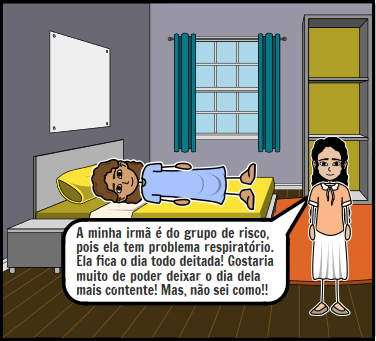 A minha irmã é do grupo de risco,
pois ela tem problema respiratório.
Ela fica o dia todo deitada! Gostaria
muito de poder deixar o dia dela
mais contente! Mas, não sei como!!